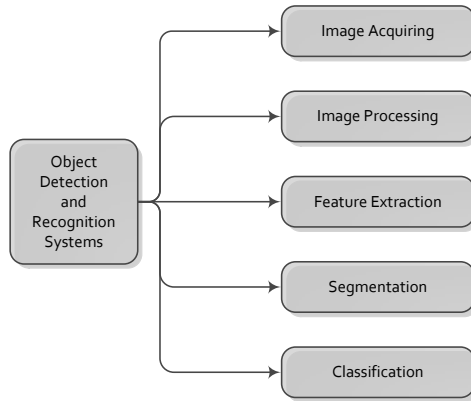 Object
Detection
and
Recognition
Systems
Image Acquiring
Image Processing
Feature Extraction
Segmentation
Classification